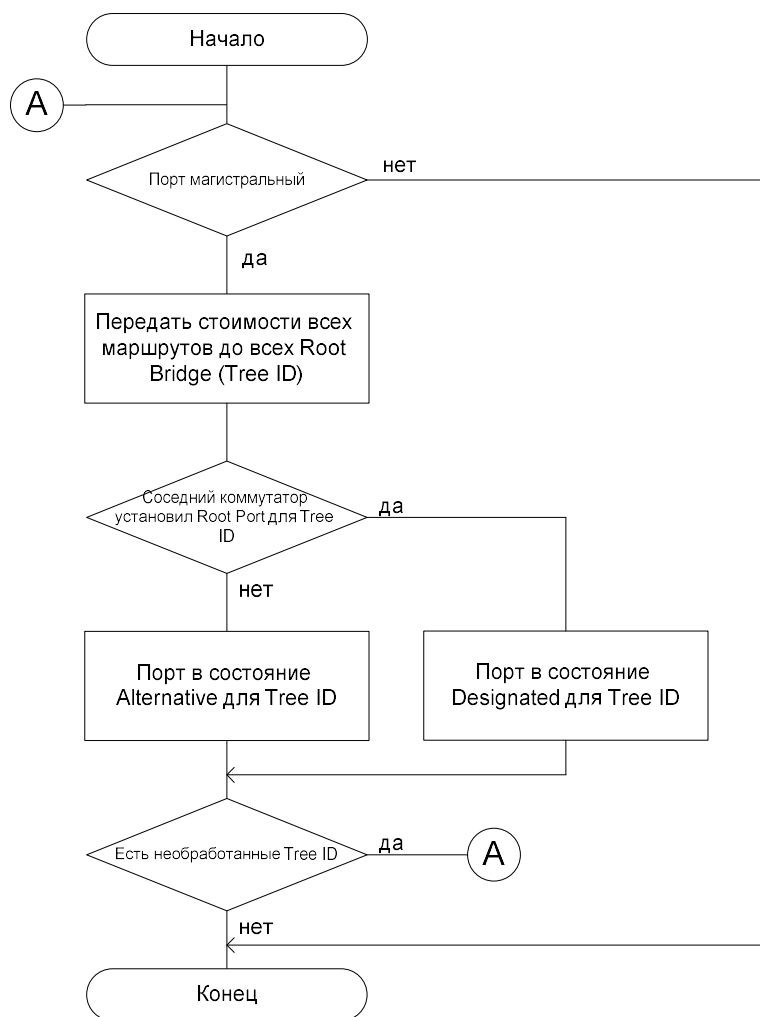 Начало
А
Порт магистральный
нет
да
Передать стоимости всех
маршрутов до всех Root
Bridge (Tree ID)
Соседний коммутатор
установил Root Port для Tree
ID
да
нет
Порт в состояние
Alternative для Tree ID
Порт в состояние
Designated для Tree ID
Есть необработанные Tree ID
да
А
нет
Конец